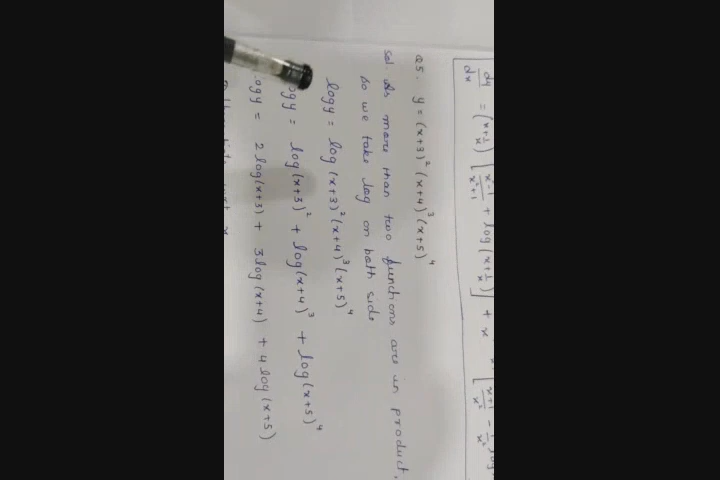 dy/dx = (x+1/x)^x [x²-1/x²+1 + log(x+1/x)] + x
Q5. y = (x+3)² (x+4)³ (x+5)⁴
Sol. As more than two functions are in product.
So we take log on both side
log y = log (x+3)² (x+4)³ (x+5)⁴
log y = log (x+3)² + log (x+4)³ + log (x+5)⁴
log y = 2 log (x+3) + 3 log (x+4) + 4 log (x+5)